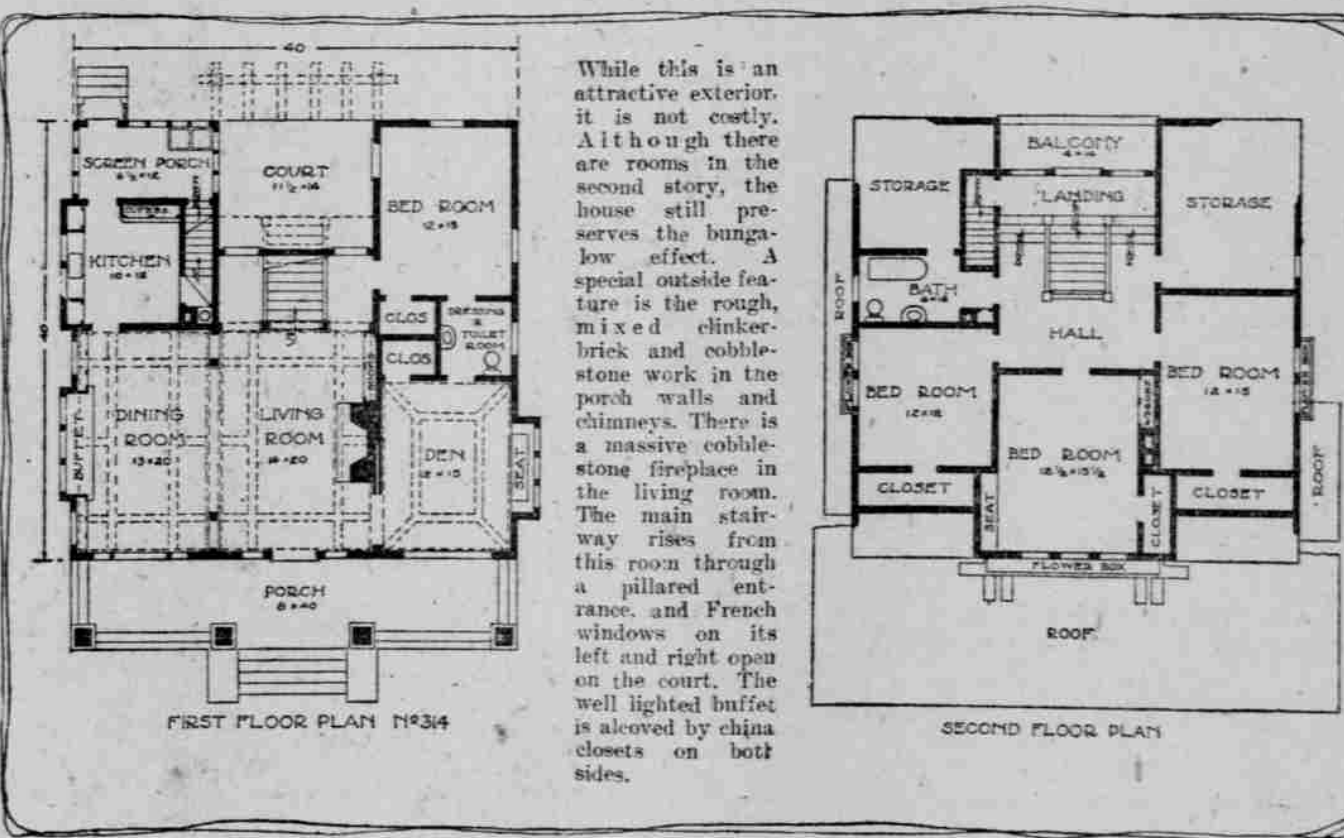 40
SCREEN PORCH
COURT
11½×14
BED ROOM
12×15
KITCHEN
10×12
40
CLOS
DRESSING
&
TOILET
ROOM
CLOS
BUFFET
DINING
ROOM
13×20
LIVING
ROOM
14×20
DEN
12×15
SEAT
PORCH
8×40
FIRST FLOOR PLAN Nº314
While this is an
attractive exterior,
it is not costly.
Although there
are rooms in the
second story, the
house still pre-
serves the bunga-
low effect. A
special outside fea-
ture is the rough,
mixed clinker-
brick and cobble-
stone work in the
porch walls and
chimneys. There is
a massive cobble-
stone fireplace in
the living room.
The main stair-
way rises from
this room through
a pillared ent-
rance, and French
windows on its
left and right open
on the court. The
well lighted buffet
is alcoved by china
closets on both
sides.
BALCONY
STORAGE
LANDING
STORAGE
ROOF
BATH
HALL
BED ROOM
12×15
BED ROOM
BED ROOM
12½×15½
CLOSET
SEAT
CLOSET
CLOSET
ROOF
FLOWER BOX
ROOF
SECOND FLOOR PLAN